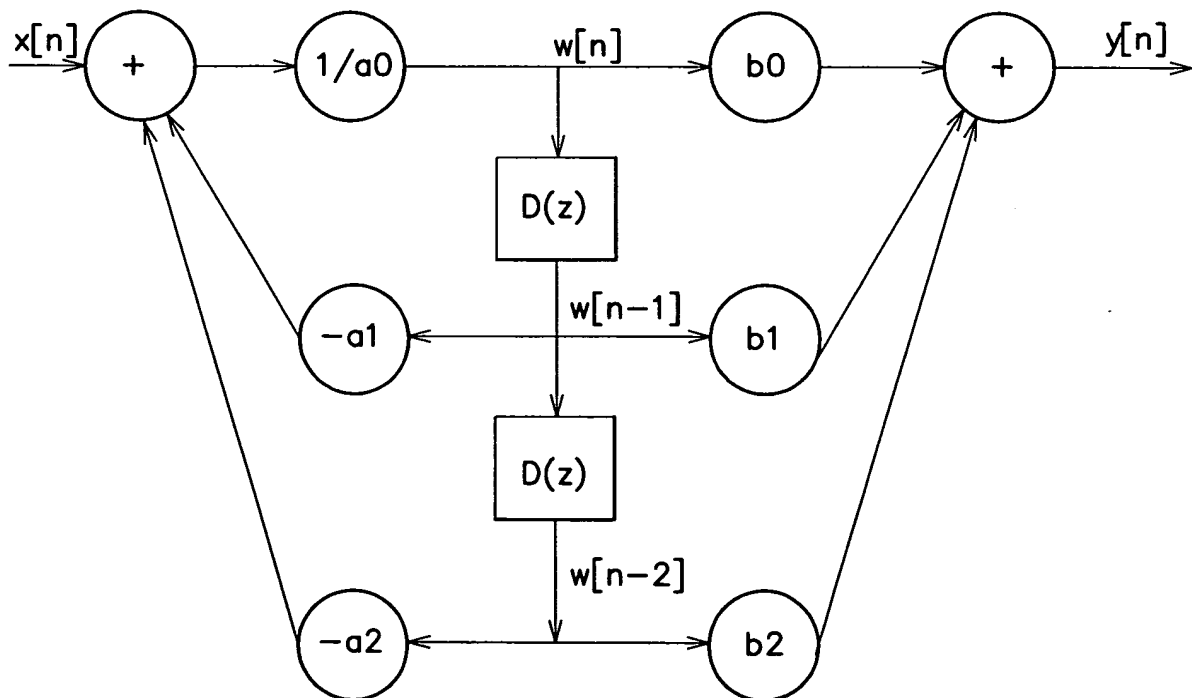 x[n]
+
1/a0
w[n]
b0
+
y[n]
D(z)
-a1
w[n-1]
b1
D(z)
w[n-2]
-a2
b2